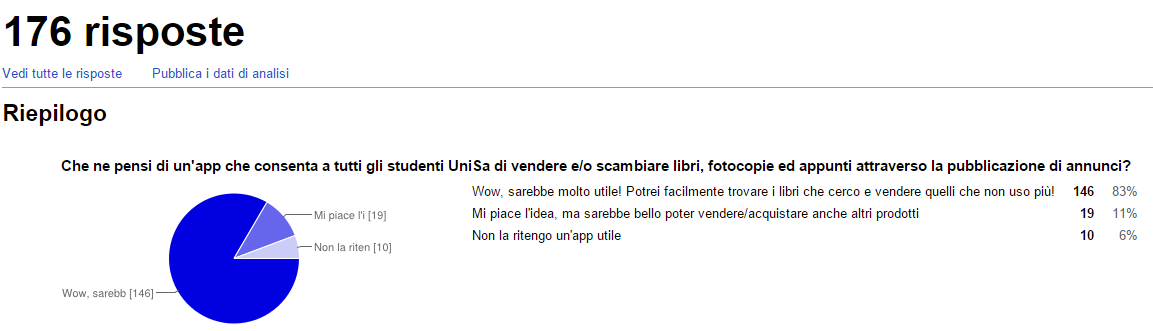 176 risposte
Vedi tutte le risposte Pubblica i dati di analisi
Riepilogo
Che ne pensi di un'app che consenta a tutti gli studenti UniSa di vendere e/o scambiare libri, fotocopie ed appunti attraverso la pubblicazione di annunci?
Wow, sarebbe molto utile! Potrei facilmente trovare i libri che cerco e vendere quelli che non uso più! 146 83%
Mi piace l'idea, ma sarebbe bello poter vendere/acquistare anche altri prodotti 19 11%
Non la ritengo un'app utile 10 6%
Mi piace l'i [19]
Non la riten [10]
Wow, sarebb [146]